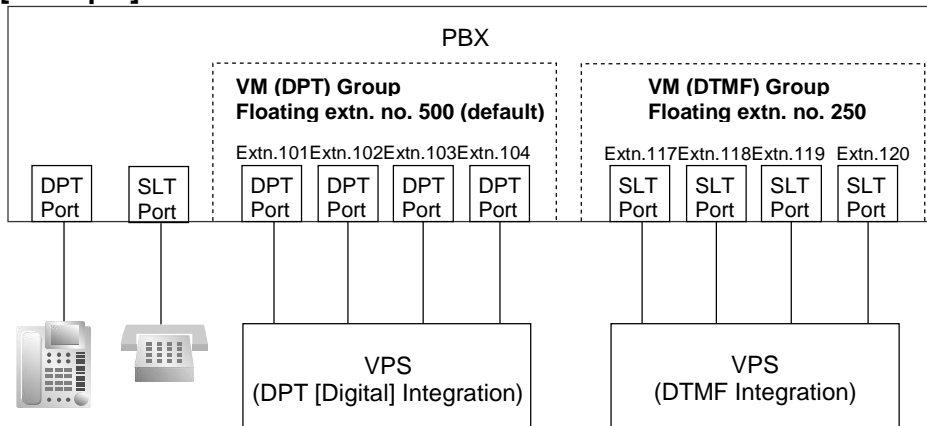 PBX
VM (DPT) Group
Floating extn. no. 500 (default)
VM (DTMF) Group
Floating extn. no. 250
Extn.101 Extn.102 Extn.103 Extn.104
Extn.117 Extn.118 Extn.119 Extn.120
DPT Port
SLT Port
DPT Port
DPT Port
DPT Port
DPT Port
SLT Port
SLT Port
SLT Port
SLT Port
VPS
(DPT [Digital] Integration)
VPS
(DTMF Integration)